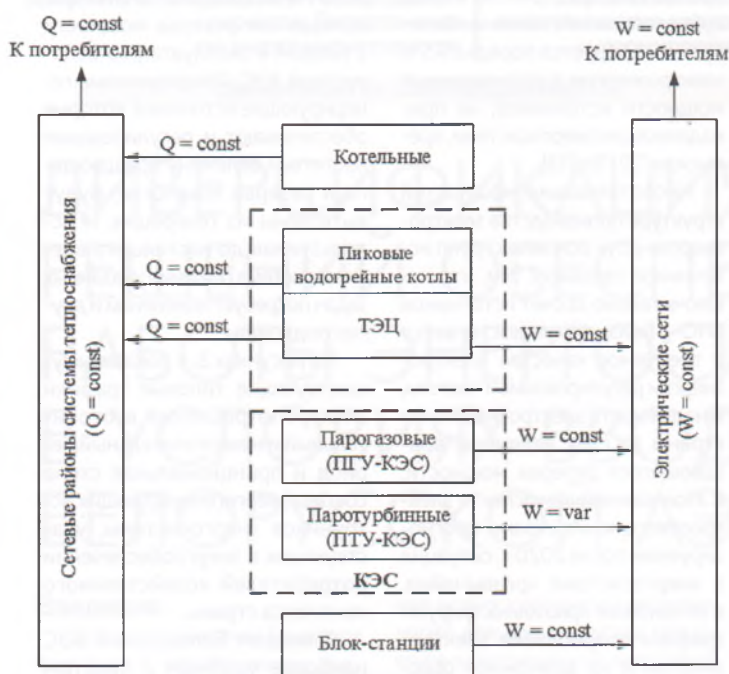 Q = const
К потребителям
W = const
К потребителям
Сетевые районы системы теплоснабжения
(Q = const)
Q = const
Котельные
Q = const
Пиковые
водогрейные котлы
Q = const
ТЭЦ
W = const
Парогазовые
(ПГУ-КЭС)
W = const
Паротурбинные
(ПТУ-КЭС)
W = var
КЭС
Блок-станции
W = const
Электрические сети
(W = const)